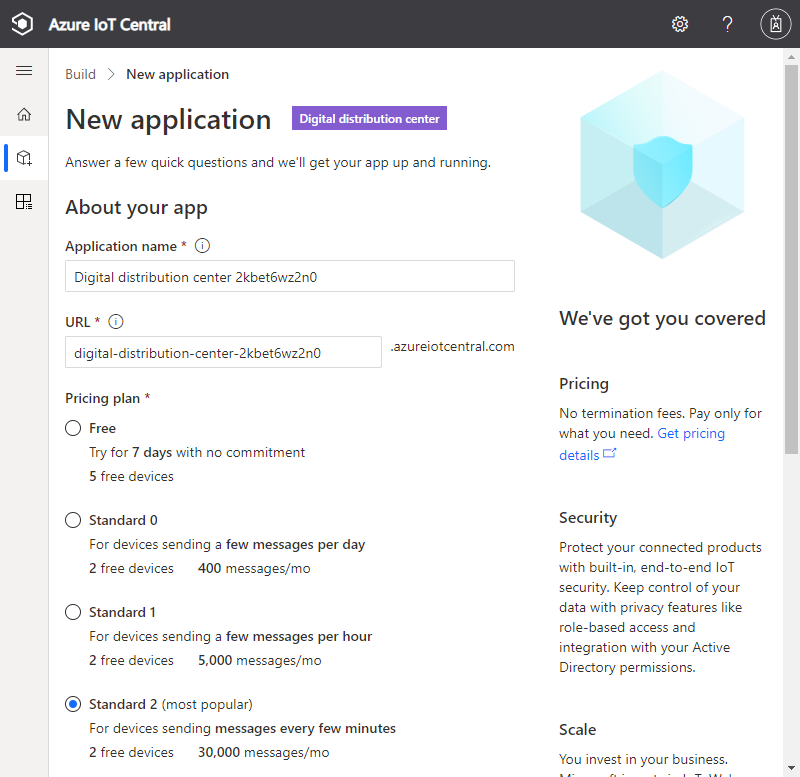 Azure IoT Central
Build > New application
New application
Digital distribution center
Answer a few quick questions and we'll get your app up and running.
About your app
Application name *
Digital distribution center 2kbet6wz2n0
URL *
digital-distribution-center-2kbet6wz2n0
.azureiotcentral.com
Pricing plan *
Free
Try for 7 days with no commitment
5 free devices
Standard 0
For devices sending a few messages per day
2 free devices 400 messages/mo
Standard 1
For devices sending a few messages per hour
2 free devices 5,000 messages/mo
Standard 2 (most popular)
For devices sending messages every few minutes
2 free devices 30,000 messages/mo
We've got you covered
Pricing
No termination fees. Pay only for
what you need. Get pricing
details
Security
Protect your connected products
with built-in, end-to-end IoT
security. Keep control of your
data with privacy features like
role-based access and
integration with your Active
Directory permissions.
Scale
You invest in your business.